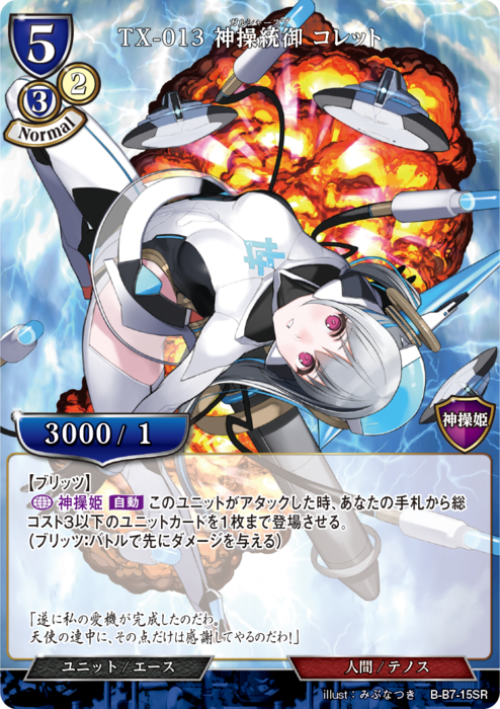 5
TX-013 神操統御 コレット
3
2
Normal
神操姫
3000 / 1
【ブリッツ】
神操姫 自動 このユニットがアタックした時、あなたの手札から総
コスト3以下のユニットカードを1枚まで登場させる。
(ブリッツ:バトルで先にダメージを与える)
「遂に私の愛機が完成したのだわ。
天使の連中に、その点だけは感謝してやるのだわ!」
ユニット / エース
人間 / テノス
illust:みぶなつき B-B7-15SR